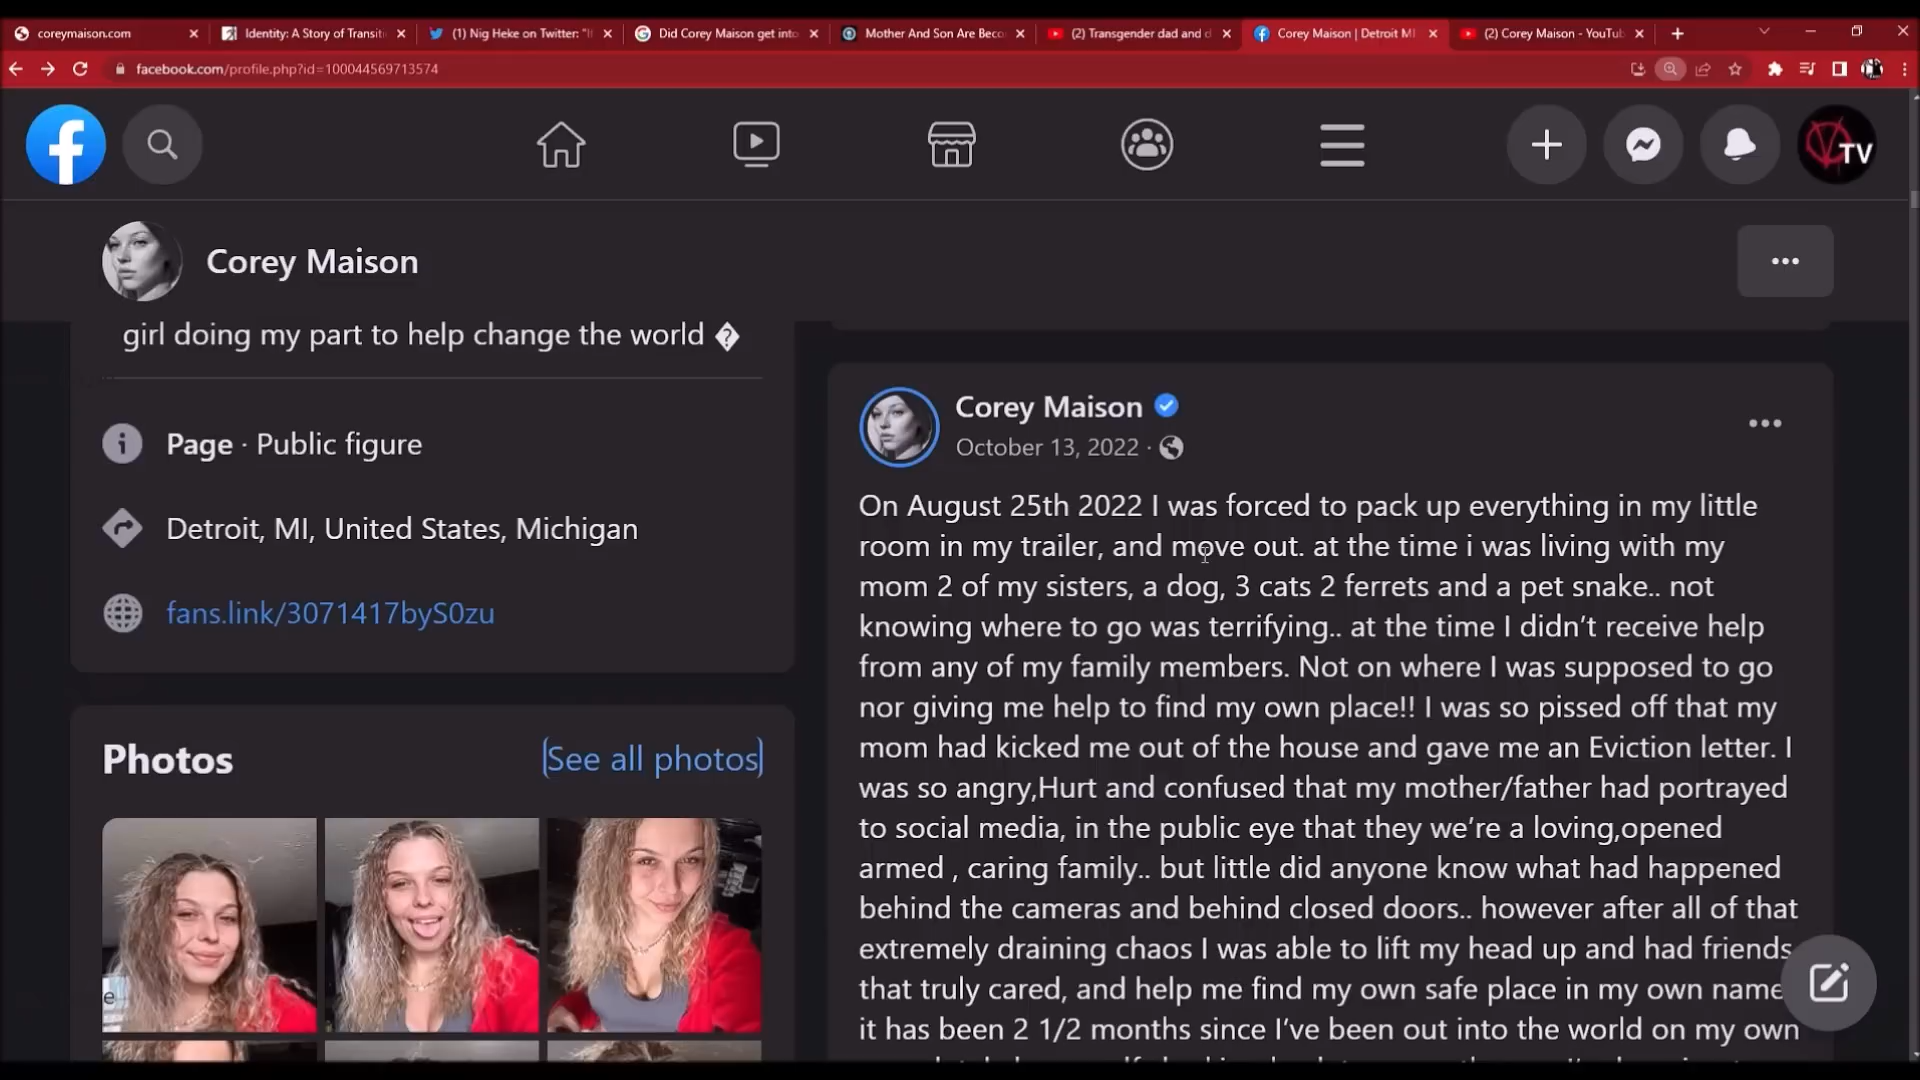 coreymaison.com
Identity: A Story of Transiti
(1) Nig Heke on Twitter: "If
Did Corey Maison get into
Mother And Son Are Beco
(2) Transgender dad and d
Corey Maison | Detroit MI
(2) Corey Maison - YouTub
facebook.com/profile.php?id=100044569713574
TV
Corey Maison
girl doing my part to help change the world �
Page · Public figure
Detroit, MI, United States, Michigan
fans.link/3071417byS0zu
Photos
See all photos
Corey Maison
October 13, 2022 ·
On August 25th 2022 I was forced to pack up everything in my little
room in my trailer, and move out. at the time i was living with my
mom 2 of my sisters, a dog, 3 cats 2 ferrets and a pet snake.. not
knowing where to go was terrifying.. at the time I didn't receive help
from any of my family members. Not on where I was supposed to go
nor giving me help to find my own place!! I was so pissed off that my
mom had kicked me out of the house and gave me an Eviction letter. I
was so angry,Hurt and confused that my mother/father had portrayed
to social media, in the public eye that they we're a loving,opened
armed , caring family.. but little did anyone know what had happened
behind the cameras and behind closed doors.. however after all of that
extremely draining chaos I was able to lift my head up and had friends
that truly cared, and help me find my own safe place in my own name
it has been 2 1/2 months since I've been out into the world on my own